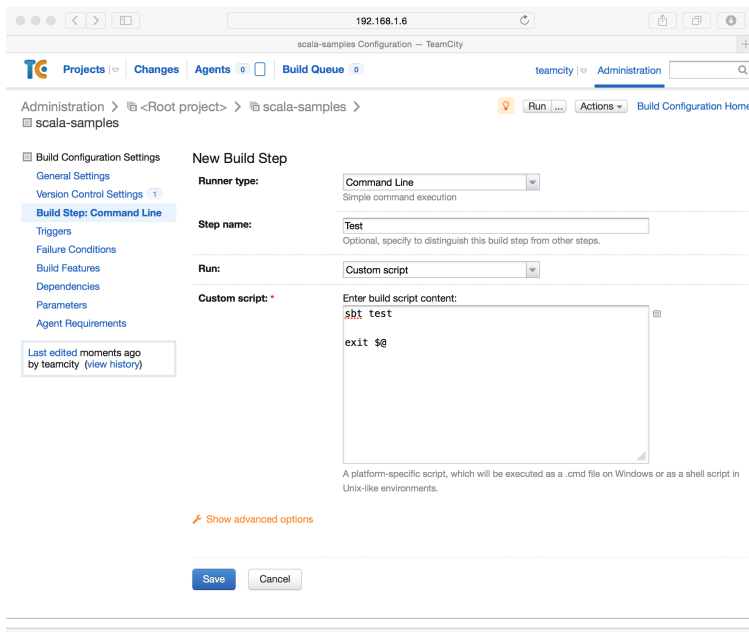 192.168.1.6
scala-samples Configuration — TeamCity
TC Projects Changes Agents 0 Build Queue 0 teamcity Administration
Administration > <Root project> > scala-samples > Run ... Actions Build Configuration Home
scala-samples
Build Configuration Settings
General Settings
Version Control Settings 1
Build Step: Command Line
Triggers
Failure Conditions
Build Features
Dependencies
Parameters
Agent Requirements
Last edited moments ago
by teamcity (view history)
New Build Step
Runner type: Command Line
Simple command execution
Step name: Test
Optional, specify to distinguish this build step from other steps.
Run: Custom script
Custom script: * Enter build script content:
sbt test
exit $@
A platform-specific script, which will be executed as a .cmd file on Windows or as a shell script in
Unix-like environments.
Show advanced options
Save Cancel